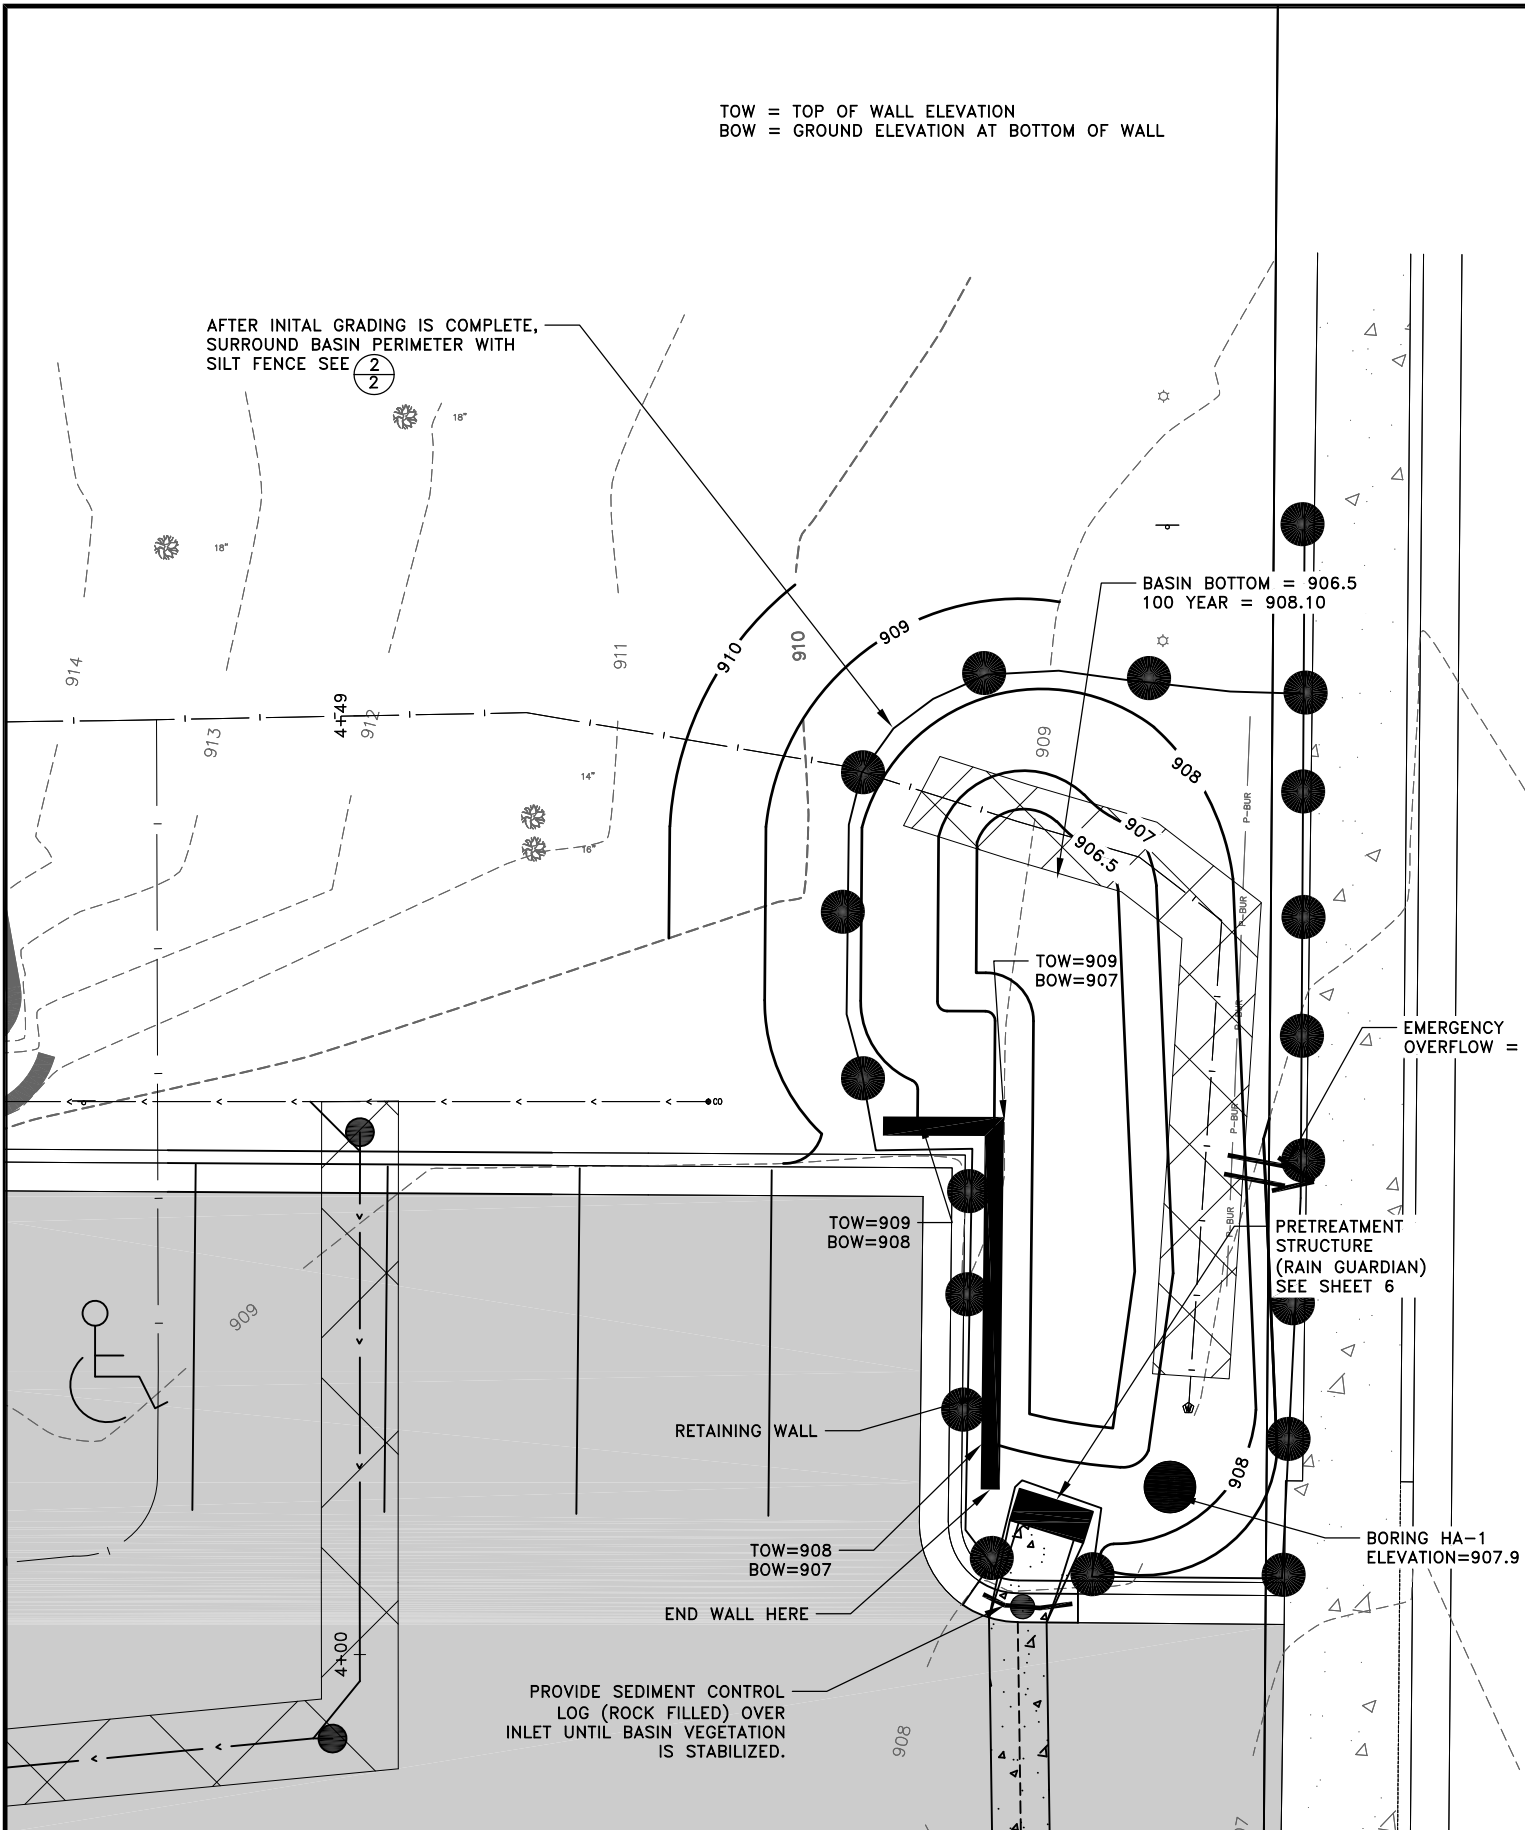 TOW = TOP OF WALL ELEVATION
BOW = GROUND ELEVATION AT BOTTOM OF WALL
AFTER INITAL GRADING IS COMPLETE,
SURROUND BASIN PERIMETER WITH
SILT FENCE SEE 2
2
18"
18"
BASIN BOTTOM = 906.5
100 YEAR = 908.10
909
910
910
911
914
4+49
912
913
909
908
14"
16"
P-BUR
907
906.5
P-BUR
TOW=909
BOW=907
P-BUR
EMERGENCY
OVERFLOW =
CO
P-BUR
TOW=909
BOW=908
P-BUR
PRETREATMENT
STRUCTURE
(RAIN GUARDIAN)
SEE SHEET 6
909
RETAINING WALL
908
TOW=908
BOW=907
BORING HA-1
ELEVATION=907.9
END WALL HERE
4+00
PROVIDE SEDIMENT CONTROL
LOG (ROCK FILLED) OVER
INLET UNTIL BASIN VEGETATION
IS STABILIZED.
908